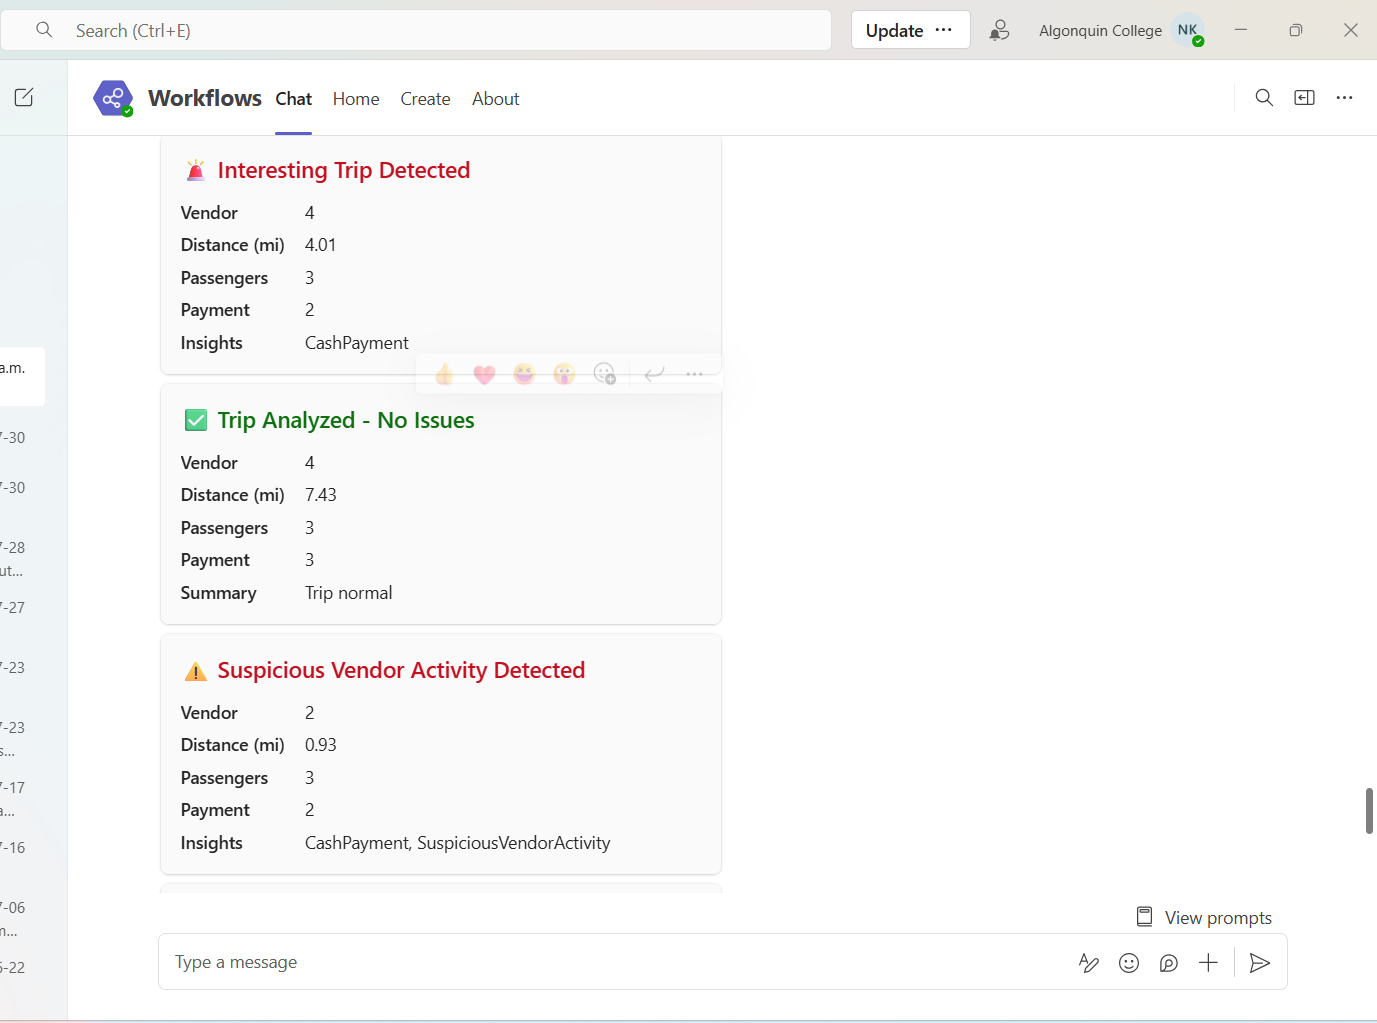 Search (Ctrl+E)
Update ...
Algonquin College NK
Workflows Chat Home Create About
Interesting Trip Detected
Vendor 4
Distance (mi) 4.01
Passengers 3
Payment 2
Insights CashPayment
a.m.
Trip Analyzed - No Issues
7-30
Vendor 4
7-30
Distance (mi) 7.43
Passengers 3
7-28
Payment 3
ut...
Summary Trip normal
7-27
Suspicious Vendor Activity Detected
7-23
Vendor 2
7-23
Distance (mi) 0.93
s...
Passengers 3
7-17
Payment 2
a...
Insights CashPayment, SuspiciousVendorActivity
7-16
7-06
View prompts
n...
Type a message
6-22